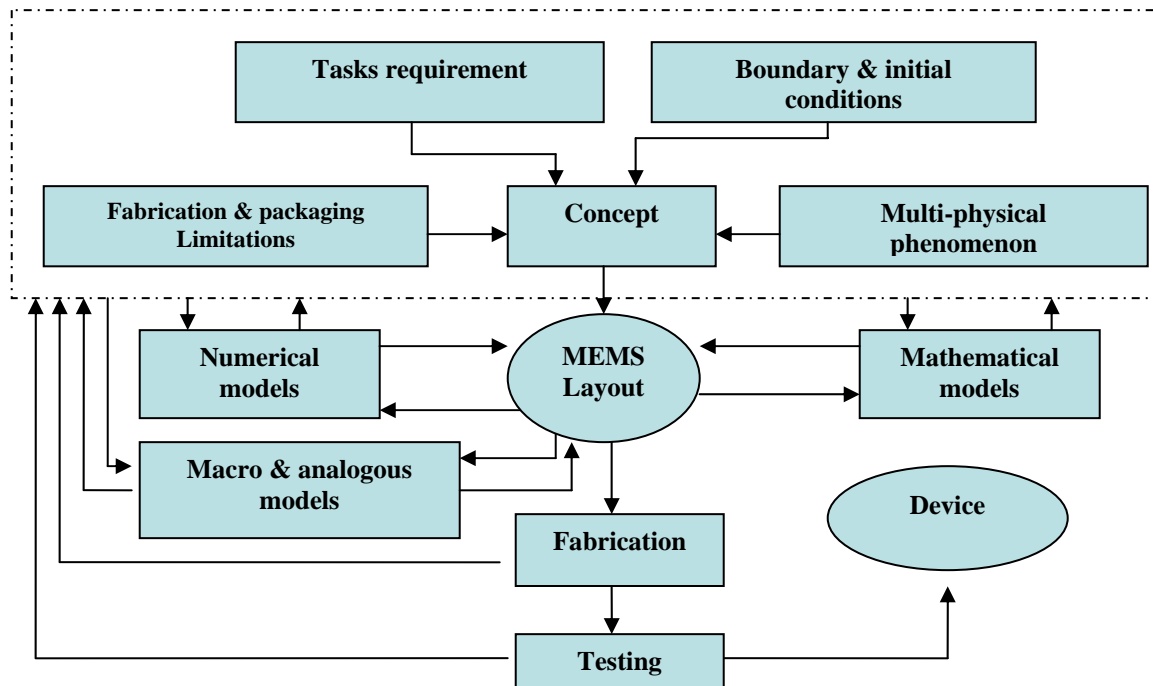 Tasks requirement
Boundary & initial
conditions
Fabrication & packaging
Limitations
Concept
Multi-physical
phenomenon
Numerical
models
MEMS
Layout
Mathematical
models
Macro & analogous
models
Device
Fabrication
Testing